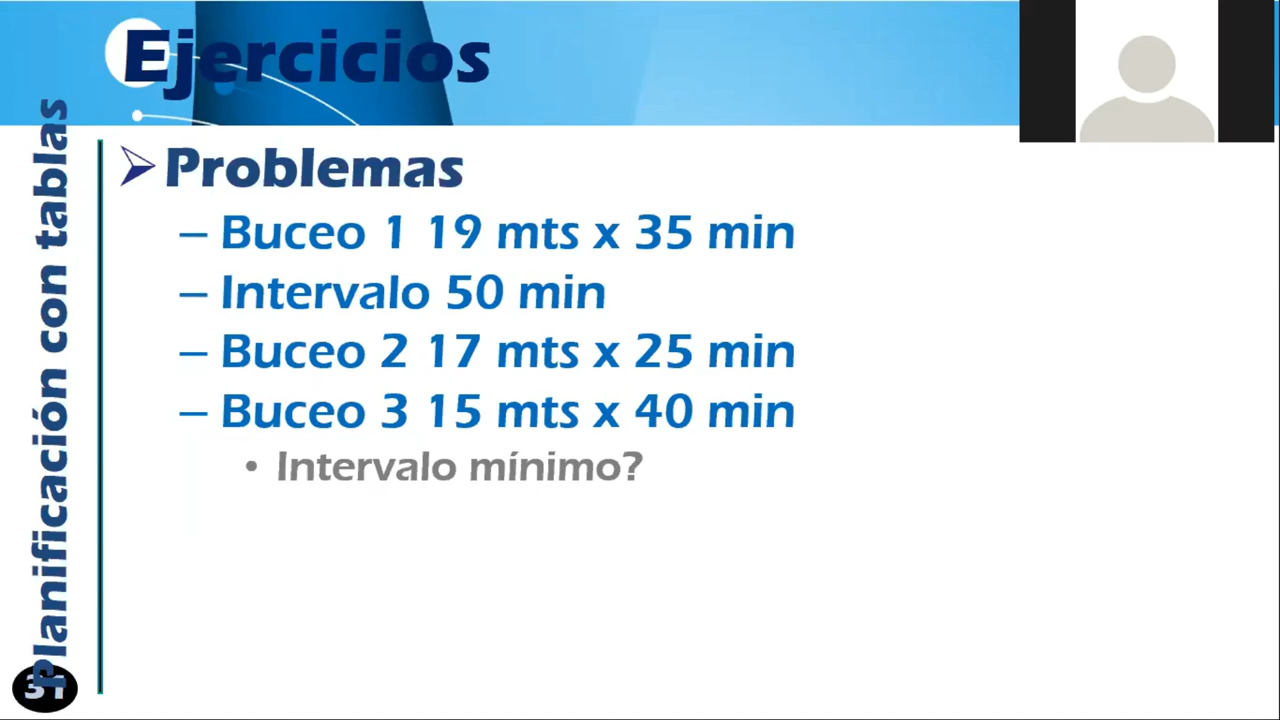 Ejercicios
Planificación con tablas
Problemas
– Buceo 1 19 mts x 35 min
– Intervalo 50 min
– Buceo 2 17 mts x 25 min
– Buceo 3 15 mts x 40 min
• Intervalo mínimo?
31